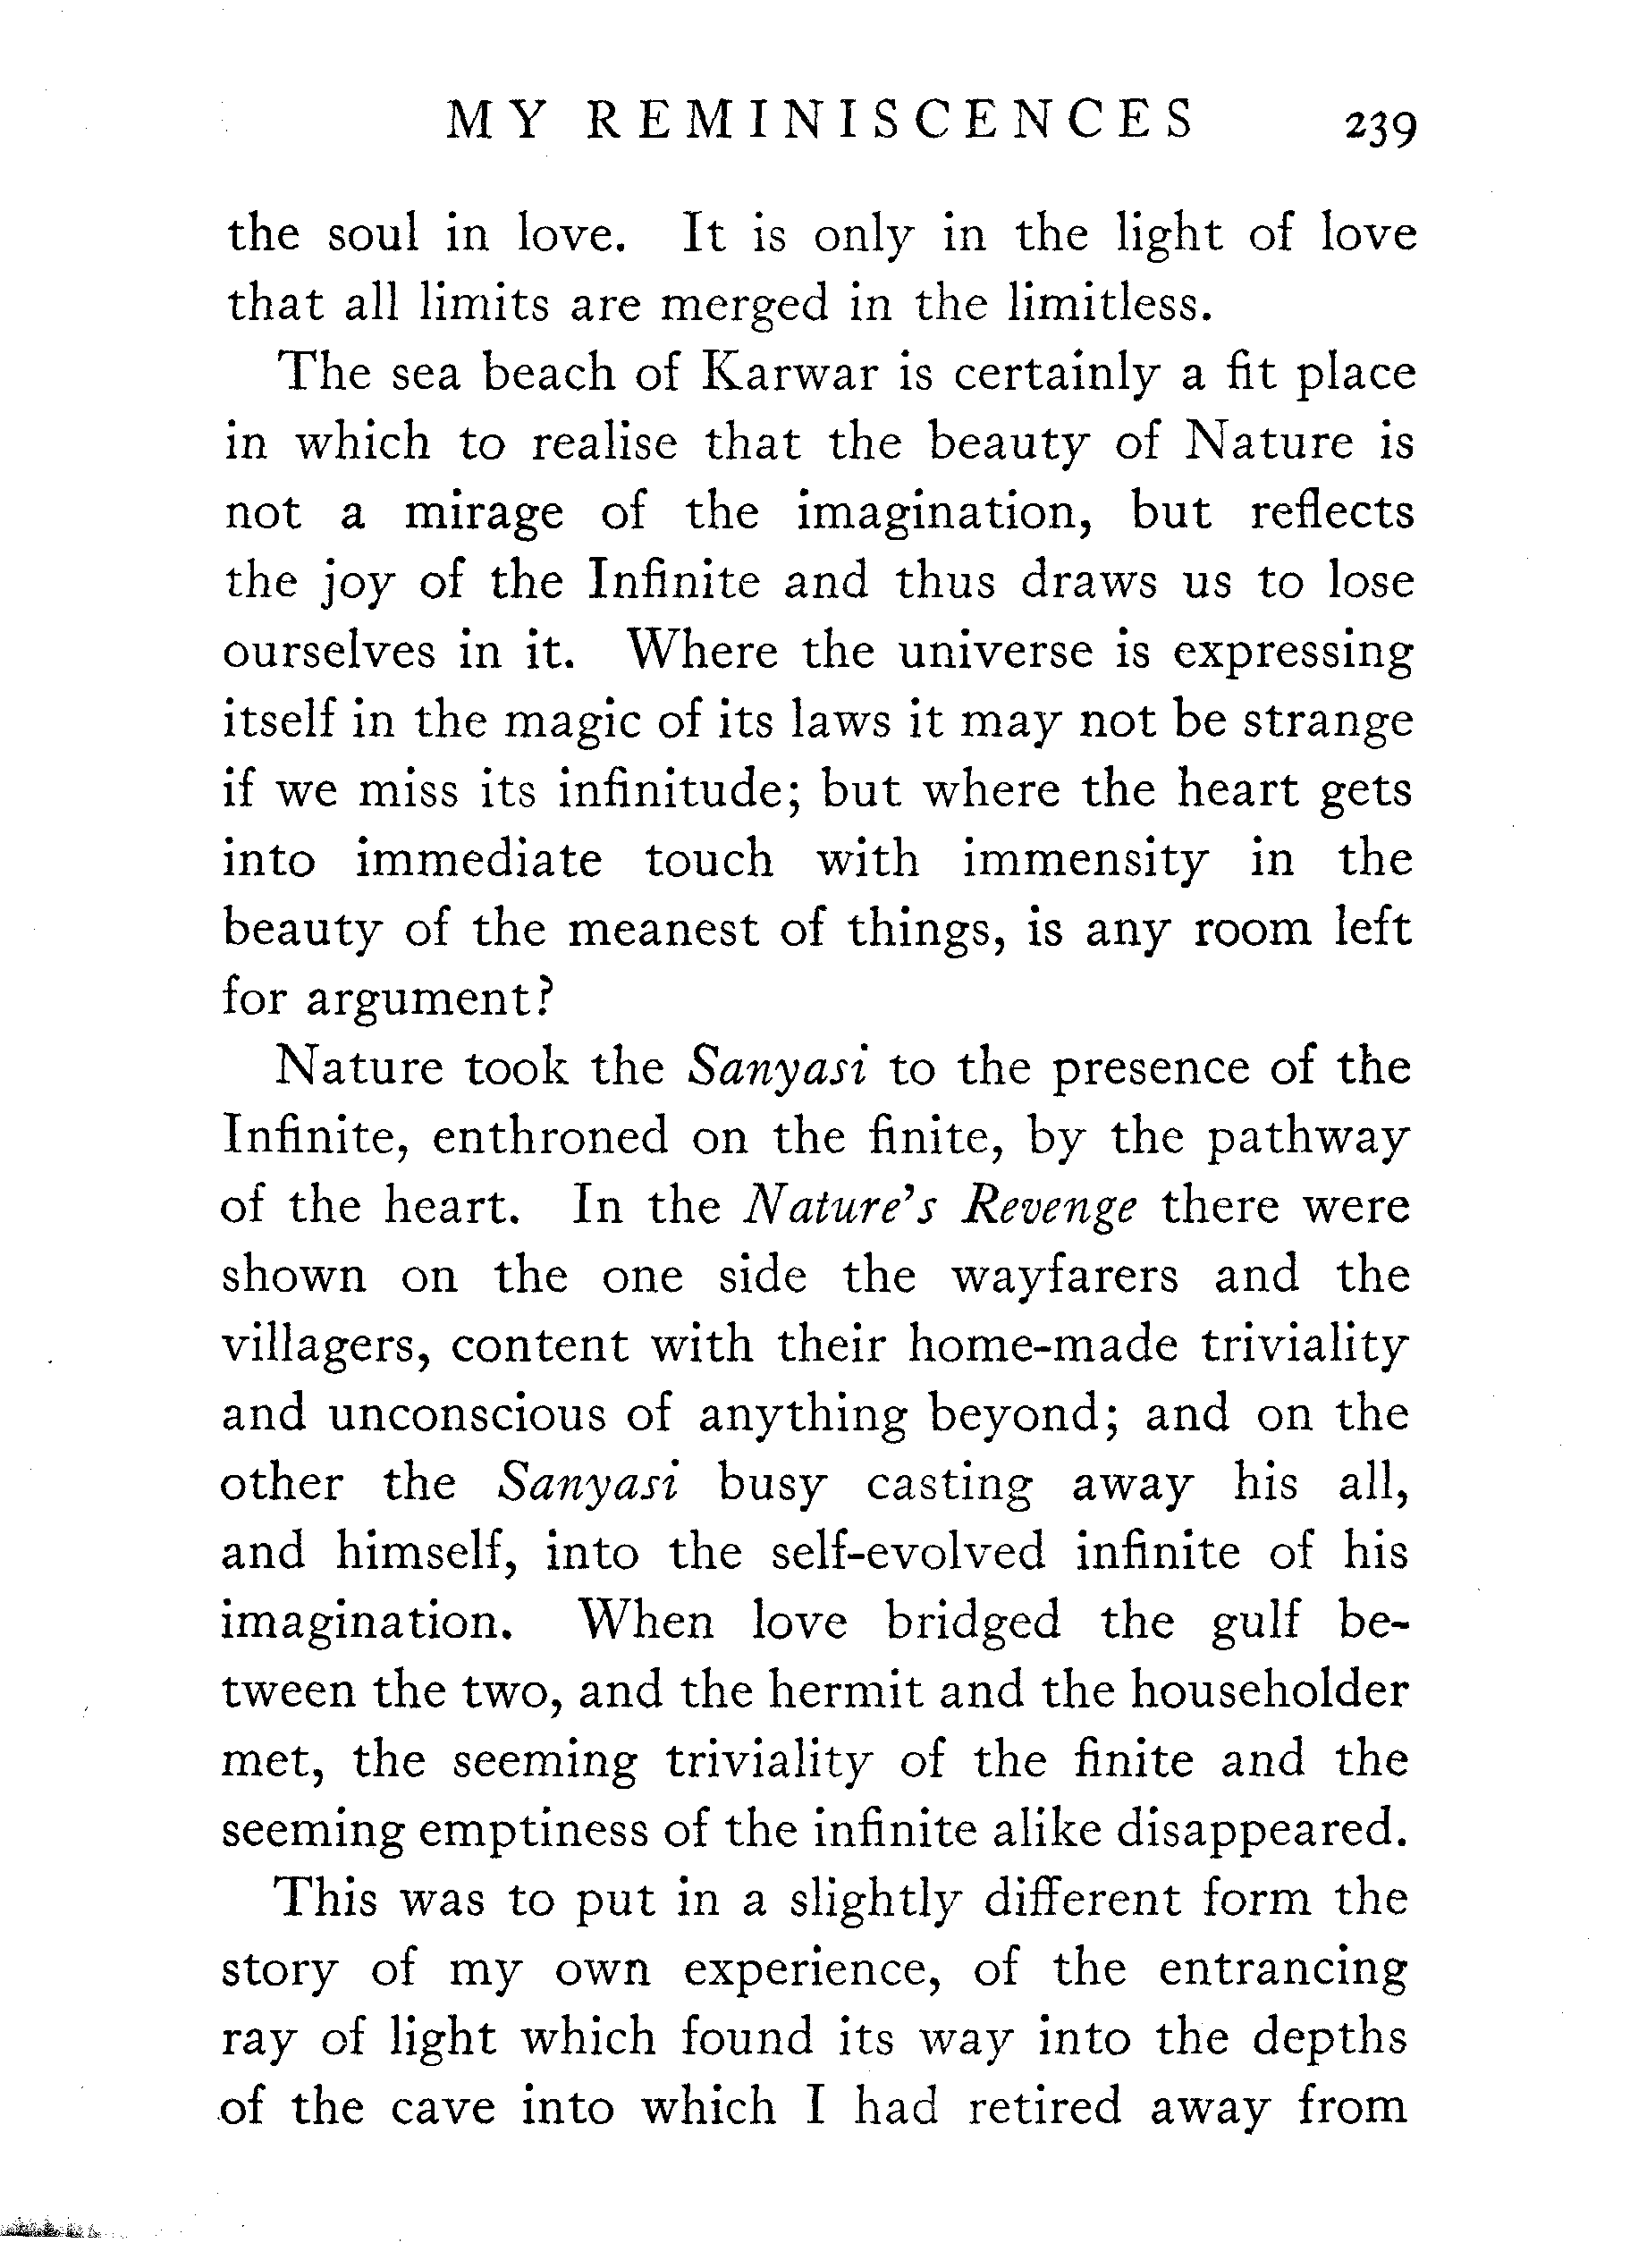 MY REMINISCENCES 239
the soul in love. It is only in the light of love
that all limits are merged in the limitless.
The sea beach of Karwar is certainly a fit place
in which to realise that the beauty of Nature is
not a mirage of the imagination, but reflects
the joy of the Infinite and thus draws us to lose
ourselves in it. Where the universe is expressing
itself in the magic of its laws it may not be strange
if we miss its infinitude; but where the heart gets
into immediate touch with immensity in the
beauty of the meanest of things, is any room left
for argument?
Nature took the Sanyasi to the presence of the
Infinite, enthroned on the finite, by the pathway
of the heart. In the Nature's Revenge there were
shown on the one side the wayfarers and the
villagers, content with their home-made triviality
and unconscious of anything beyond; and on the
other the Sanyasi busy casting away his all,
and himself, into the self-evolved infinite of his
imagination. When love bridged the gulf be-
tween the two, and the hermit and the householder
met, the seeming triviality of the finite and the
seeming emptiness of the infinite alike disappeared.
This was to put in a slightly different form the
story of my own experience, of the entrancing
ray of light which found its way into the depths
of the cave into which I had retired away from